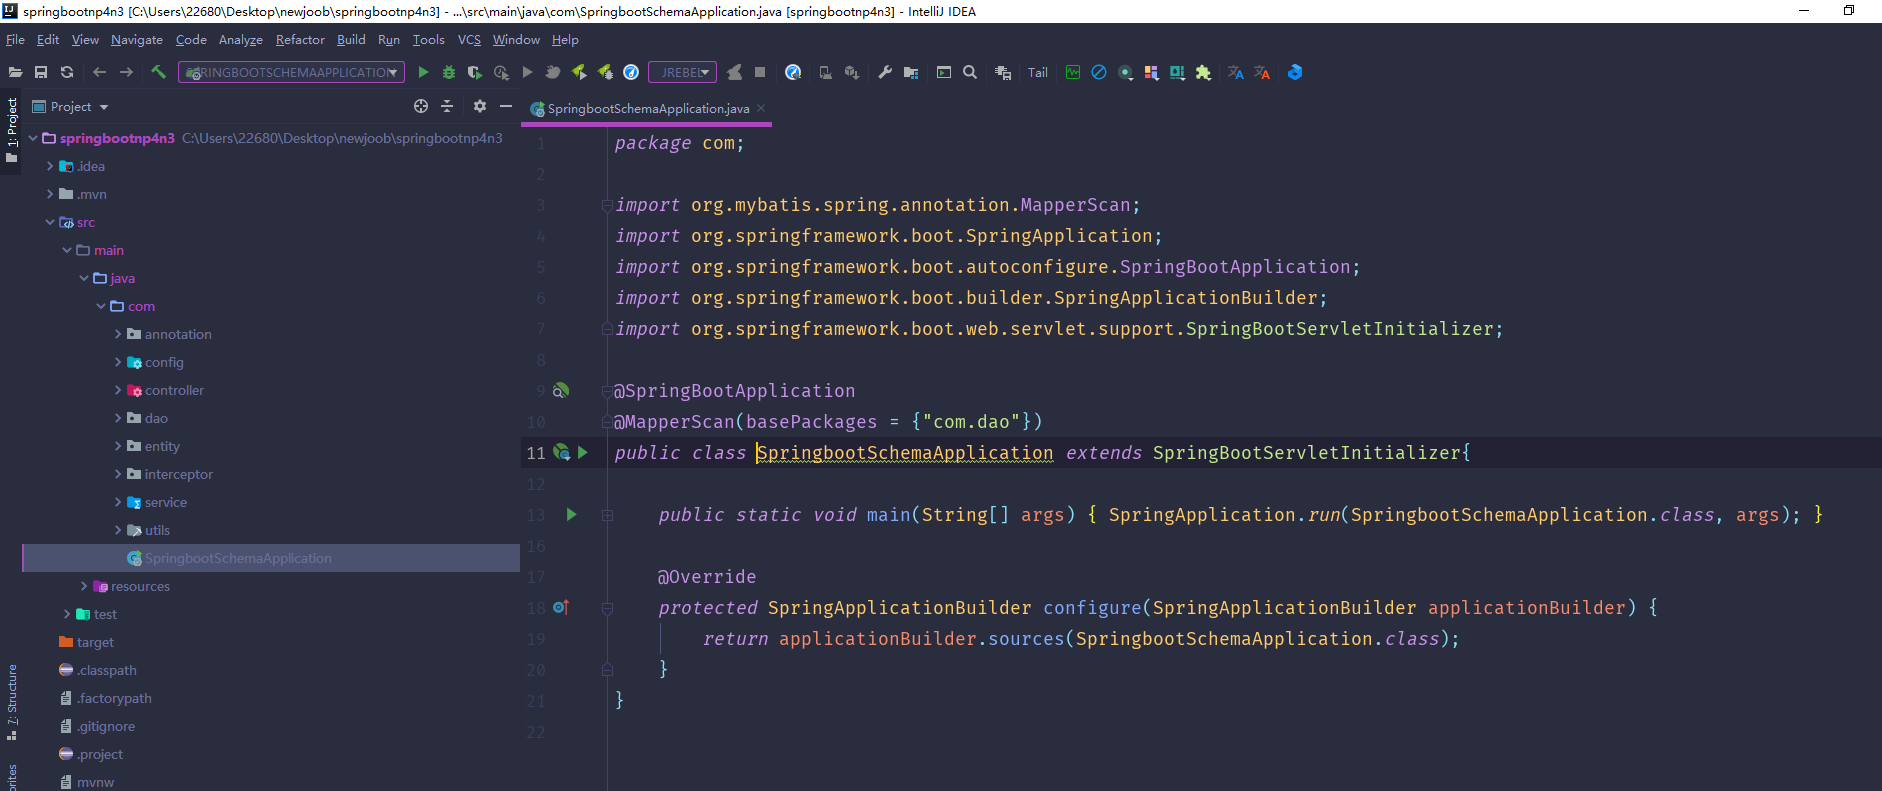 springbootnp4n3 [C:\Users\22680\Desktop\newjoob\springbootnp4n3] - ...\src\main\java\com\SpringbootSchemaApplication.java [springbootnp4n3] - IntelliJ IDEA
File Edit View Navigate Code Analyze Refactor Build Run Tools VCS Window Help
SPRINGBOOTSCHEMAAPPLICATION JREBEL Tail
1: Project
Project
SpringbootSchemaApplication.java
springbootnp4n3 C:\Users\22680\Desktop\newjoob\springbootnp4n3
.idea
.mvn
src
main
java
com
annotation
config
controller
dao
entity
interceptor
service
utils
SpringbootSchemaApplication
resources
test
target
.classpath
.factorypath
.gitignore
.project
mvnw
7: Structure
1 package com;
2
3 import org.mybatis.spring.annotation.MapperScan;
4 import org.springframework.boot.SpringApplication;
5 import org.springframework.boot.autoconfigure.SpringBootApplication;
6 import org.springframework.boot.builder.SpringApplicationBuilder;
7 import org.springframework.boot.web.servlet.support.SpringBootServletInitializer;
8
9 @SpringBootApplication
10 @MapperScan(basePackages = {"com.dao"})
11 public class SpringbootSchemaApplication extends SpringBootServletInitializer{
12
13 public static void main(String[] args) { SpringApplication.run(SpringbootSchemaApplication.class, args); }
16
17 @Override
18 protected SpringApplicationBuilder configure(SpringApplicationBuilder applicationBuilder) {
19 return applicationBuilder.sources(SpringbootSchemaApplication.class);
20 }
21 }
22